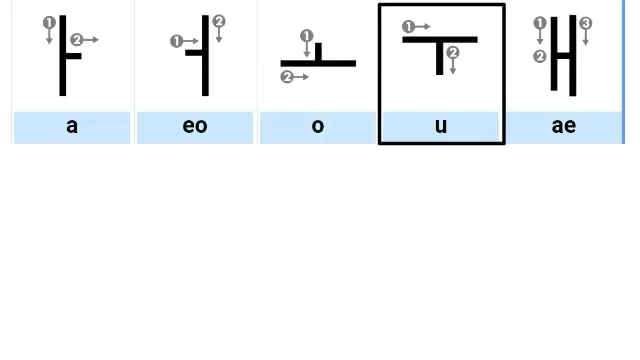 ㅏ ㅓ ㅗ ㅜ ㅐ
a eo o u ae